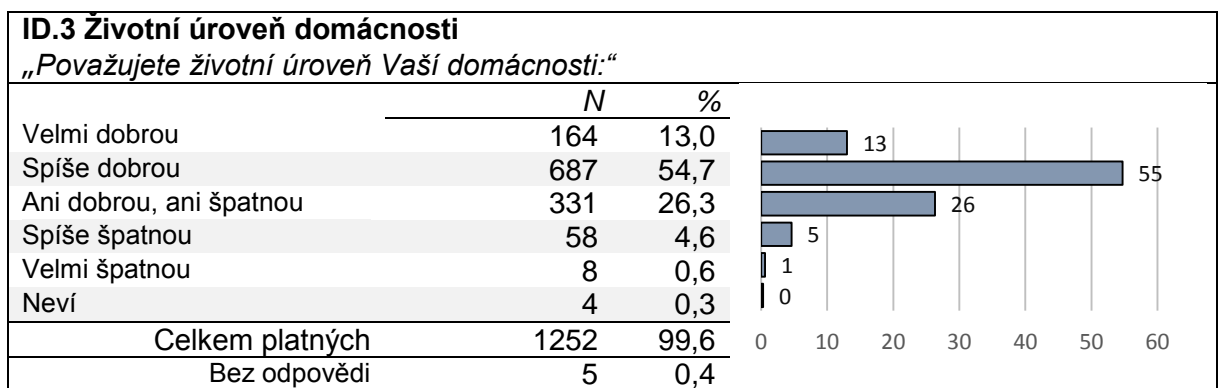 ID.3 Životní úroveň domácnosti
„Považujete životní úroveň Vaší domácnosti:“
N %
Velmi dobrou 164 13,0
Spíše dobrou 687 54,7
Ani dobrou, ani špatnou 331 26,3
Spíše špatnou 58 4,6
Velmi špatnou 8 0,6
Neví 4 0,3
Celkem platných 1252 99,6
Bez odpovědi 5 0,4
13
55
26
5
1
0
0 10 20 30 40 50 60